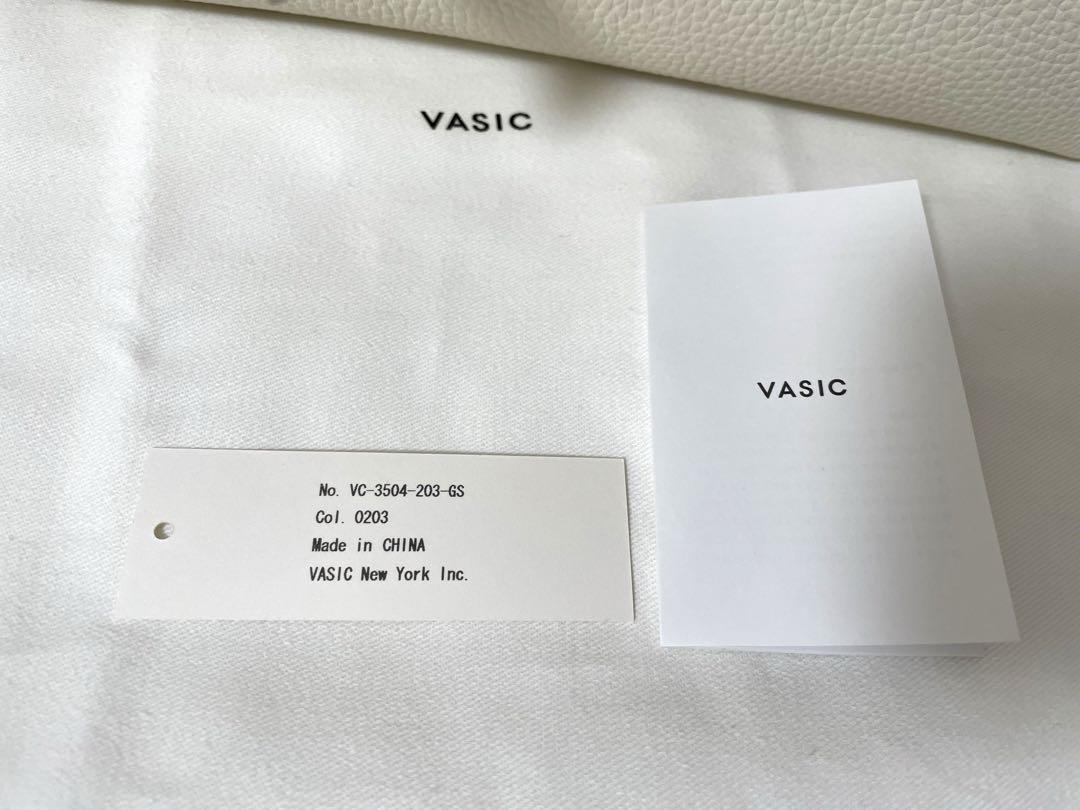 VASIC
VASIC
No. VC-3504-203-GS
Col. 0203
Made in CHINA
VASIC New York Inc.